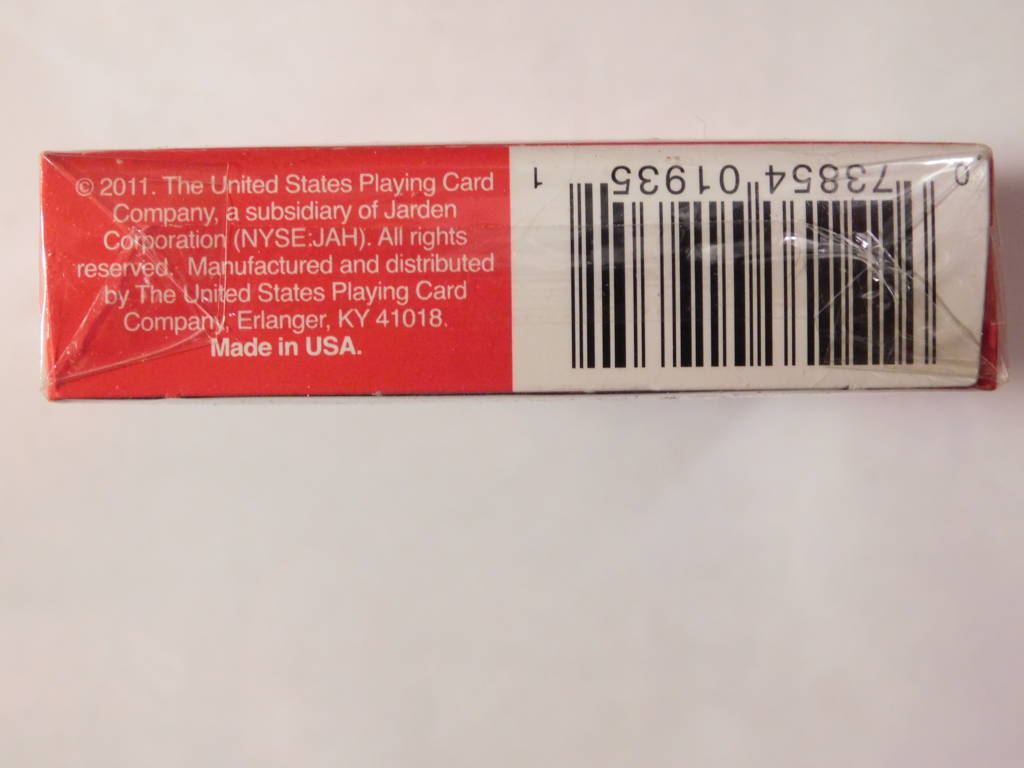 0 73854 01935 1
© 2011. The United States Playing Card
Company, a subsidiary of Jarden
Corporation (NYSE:JAH). All rights
reserved. Manufactured and distributed
by The United States Playing Card
Company, Erlanger, KY 41018.
Made in USA.